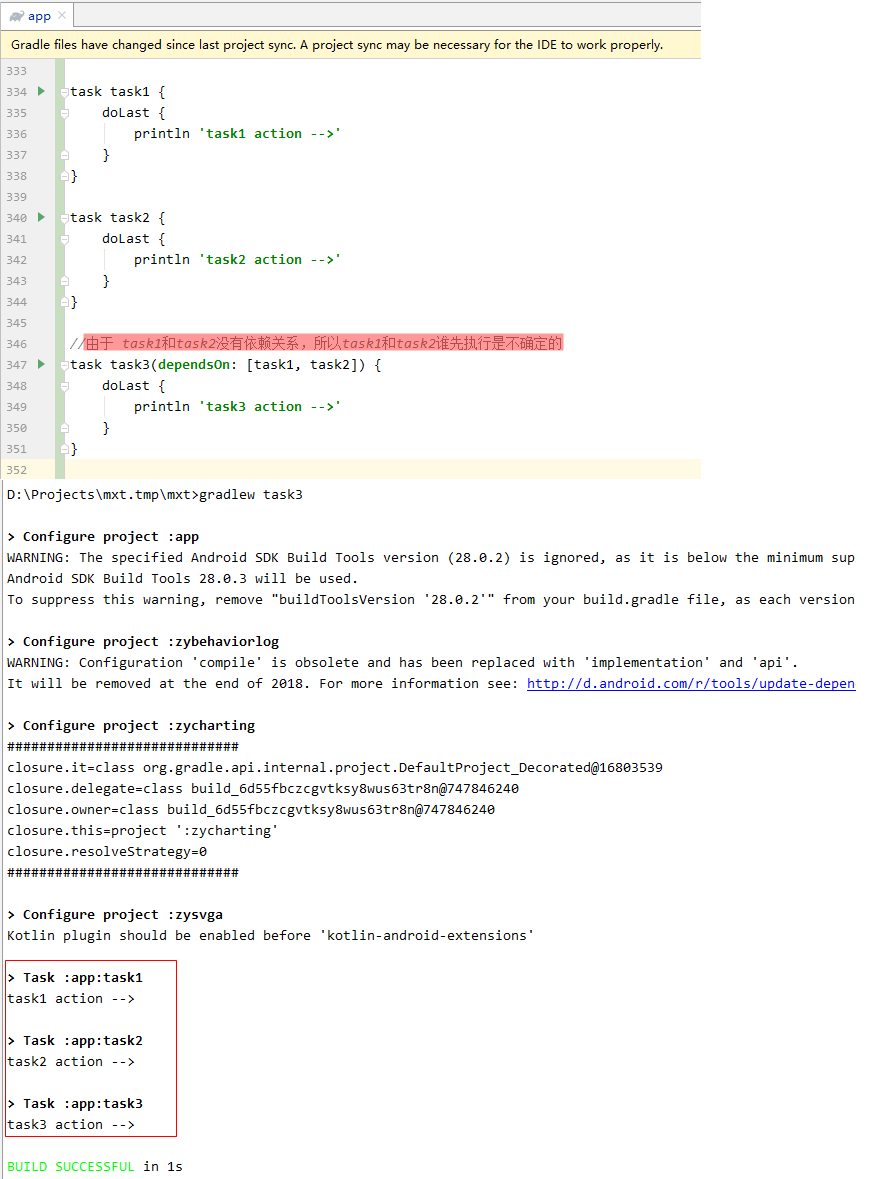 app
Gradle files have changed since last project sync. A project sync may be necessary for the IDE to work properly.
333
334 task task1 {
335 doLast {
336 println 'task1 action -->'
337 }
338 }
339
340 task task2 {
341 doLast {
342 println 'task2 action -->'
343 }
344 }
345
346 //由于 task1和task2没有依赖关系，所以task1和task2谁先执行是不确定的
347 task task3(dependsOn: [task1, task2]) {
348 doLast {
349 println 'task3 action -->'
350 }
351 }
352
D:\Projects\mxt.tmp\mxt>gradlew task3
> Configure project :app
WARNING: The specified Android SDK Build Tools version (28.0.2) is ignored, as it is below the minimum sup
Android SDK Build Tools 28.0.3 will be used.
To suppress this warning, remove "buildToolsVersion '28.0.2'" from your build.gradle file, as each version
> Configure project :zybehaviorlog
WARNING: Configuration 'compile' is obsolete and has been replaced with 'implementation' and 'api'.
It will be removed at the end of 2018. For more information see: http://d.android.com/r/tools/update-depen
> Configure project :zycharting
#############################
closure.it=class org.gradle.api.internal.project.DefaultProject_Decorated@16803539
closure.delegate=class build_6d55fbczcgvtksy8wus63tr8n@747846240
closure.owner=class build_6d55fbczcgvtksy8wus63tr8n@747846240
closure.this=project ':zycharting'
closure.resolveStrategy=0
#############################
> Configure project :zysvga
Kotlin plugin should be enabled before 'kotlin-android-extensions'
> Task :app:task1
task1 action -->
> Task :app:task2
task2 action -->
> Task :app:task3
task3 action -->
BUILD SUCCESSFUL in 1s